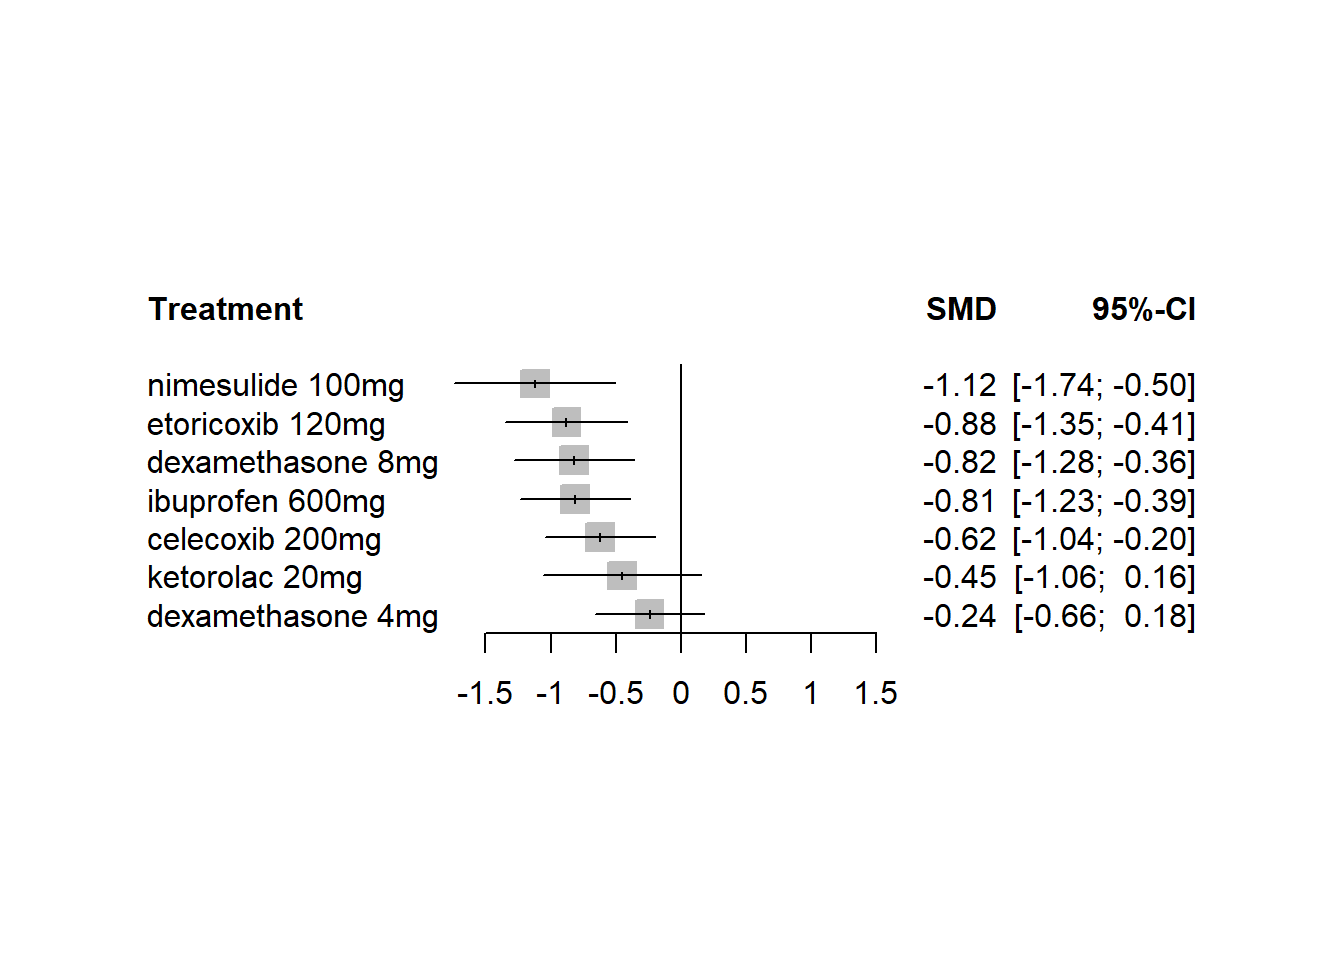 Treatment SMD 95%-CI
nimesulide 100mg -1.12 [-1.74; -0.50]
etoricoxib 120mg -0.88 [-1.35; -0.41]
dexamethasone 8mg -0.82 [-1.28; -0.36]
ibuprofen 600mg -0.81 [-1.23; -0.39]
celecoxib 200mg -0.62 [-1.04; -0.20]
ketorolac 20mg -0.45 [-1.06; 0.16]
dexamethasone 4mg -0.24 [-0.66; 0.18]
-1.5 -1 -0.5 0 0.5 1 1.5